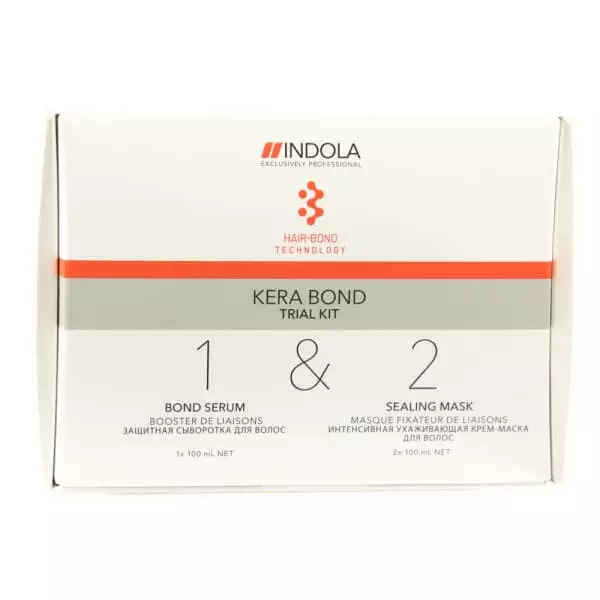 INDOLA
EXCLUSIVELY PROFESSIONAL
HAIR-BOND
TECHNOLOGY
KERA BOND
TRIAL KIT
1 & 2
BOND SERUM
BOOSTER DE LIAISONS
ЗАЩИТНАЯ СЫВОРОТКА ДЛЯ ВОЛОС
1x 100 mL NET
SEALING MASK
MASQUE FIXATEUR DE LIAISONS
ИНТЕНСИВНАЯ УХАЖИВАЮЩАЯ КРЕМ-МАСКА
ДЛЯ ВОЛОС
2x 100 mL NET